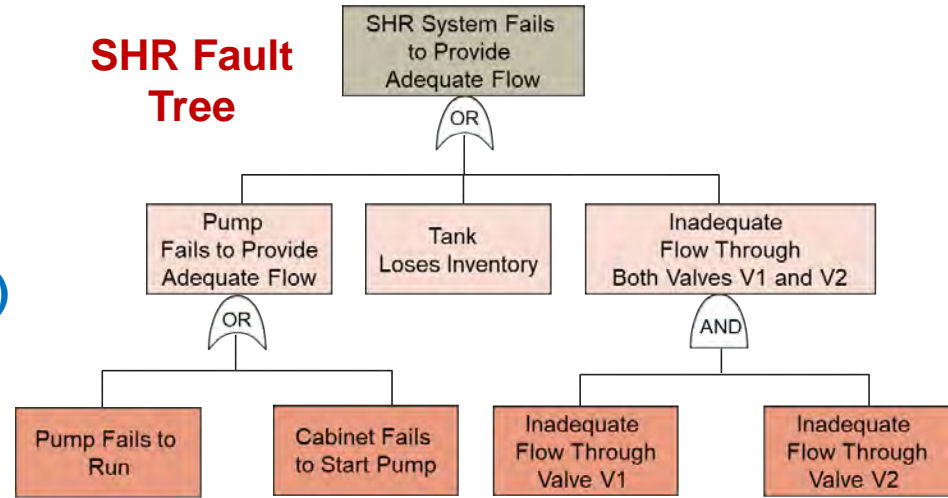 SHR Fault
Tree
SHR System Fails
to Provide
Adequate Flow
OR
Pump
Fails to Provide
Adequate Flow
Tank
Loses Inventory
Inadequate
Flow Through
Both Valves V1 and V2
)
OR
AND
Pump Fails to
Run
Cabinet Fails
to Start Pump
Inadequate
Flow Through
Valve V1
Inadequate
Flow Through
Valve V2